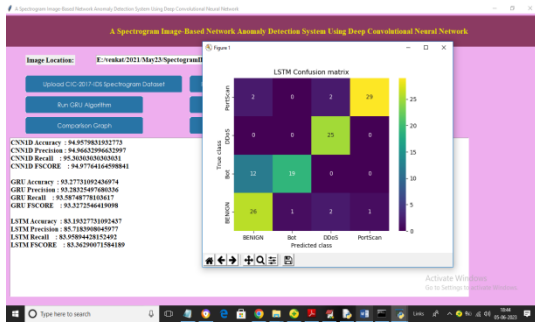 A Spectrogram Image-Based Network Anomaly Detection System Using Deep Convolutional Neural Network
A Spectrogram Image-Based Network Anomaly Detection System Using Deep Convolutional Neural Network
Image Location:
E:/venkat/2021/May23/SpectogramI
Upload CIC-2017-IDS Spectrogram Dataset
Run GRU Algorithm
Comparison Graph
CNN1D Accuracy : 94.9579831932773
CNN1D Precision : 94.96632996632997
CNN1D Recall : 95.30303030303031
CNN1D FSCORE : 94.97764164598841
GRU Accuracy : 93.27731092436974
GRU Precision : 93.28325497680336
GRU Recall : 93.58748778103617
GRU FSCORE : 93.3272546419098
LSTM Accuracy : 83.19327731092437
LSTM Precision : 85.7183908045977
LSTM Recall : 83.95894428152492
LSTM FSCORE : 83.36290071584189
Figure 1
LSTM Confusion matrix
True class
PortScan
2 0 2 29
DDoS
0 0 25 0
Bot
12 19 0 0
BENIGN
26 1 2 1
BENIGN Bot DDoS PortScan
Predicted class
25
20
15
10
5
0
Activate Windows
Go to Settings to activate Windows.
Type here to search
Links
19:44
05-06-2023